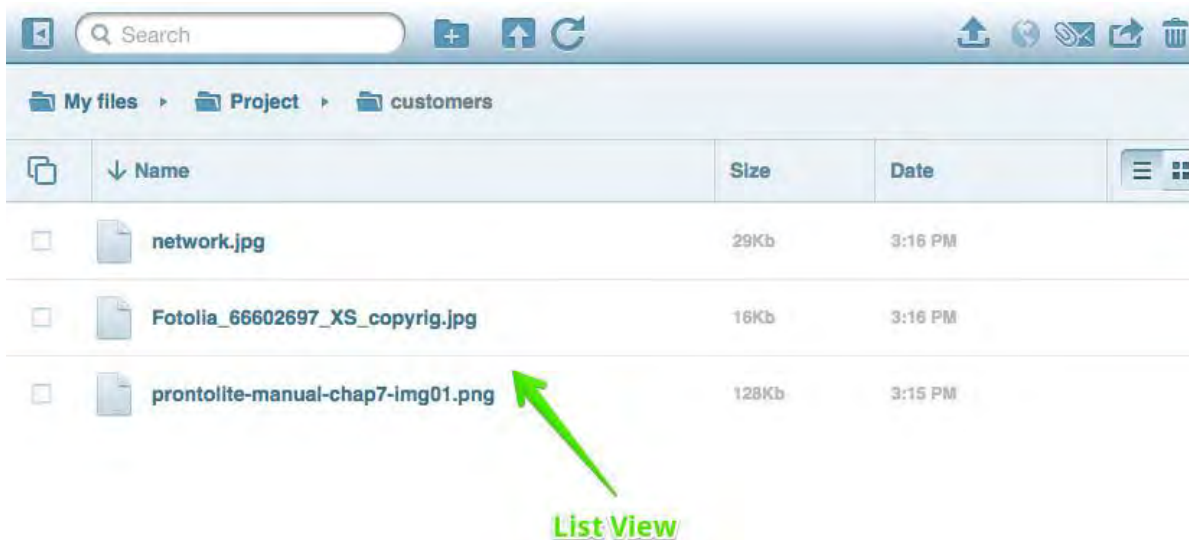 Search
My files Project customers
Name Size Date
network.jpg 29Kb 3:16 PM
Fotolia_66602697_XS_copyrig.jpg 16Kb 3:16 PM
prontolite-manual-chap7-img01.png 128Kb 3:15 PM
List View